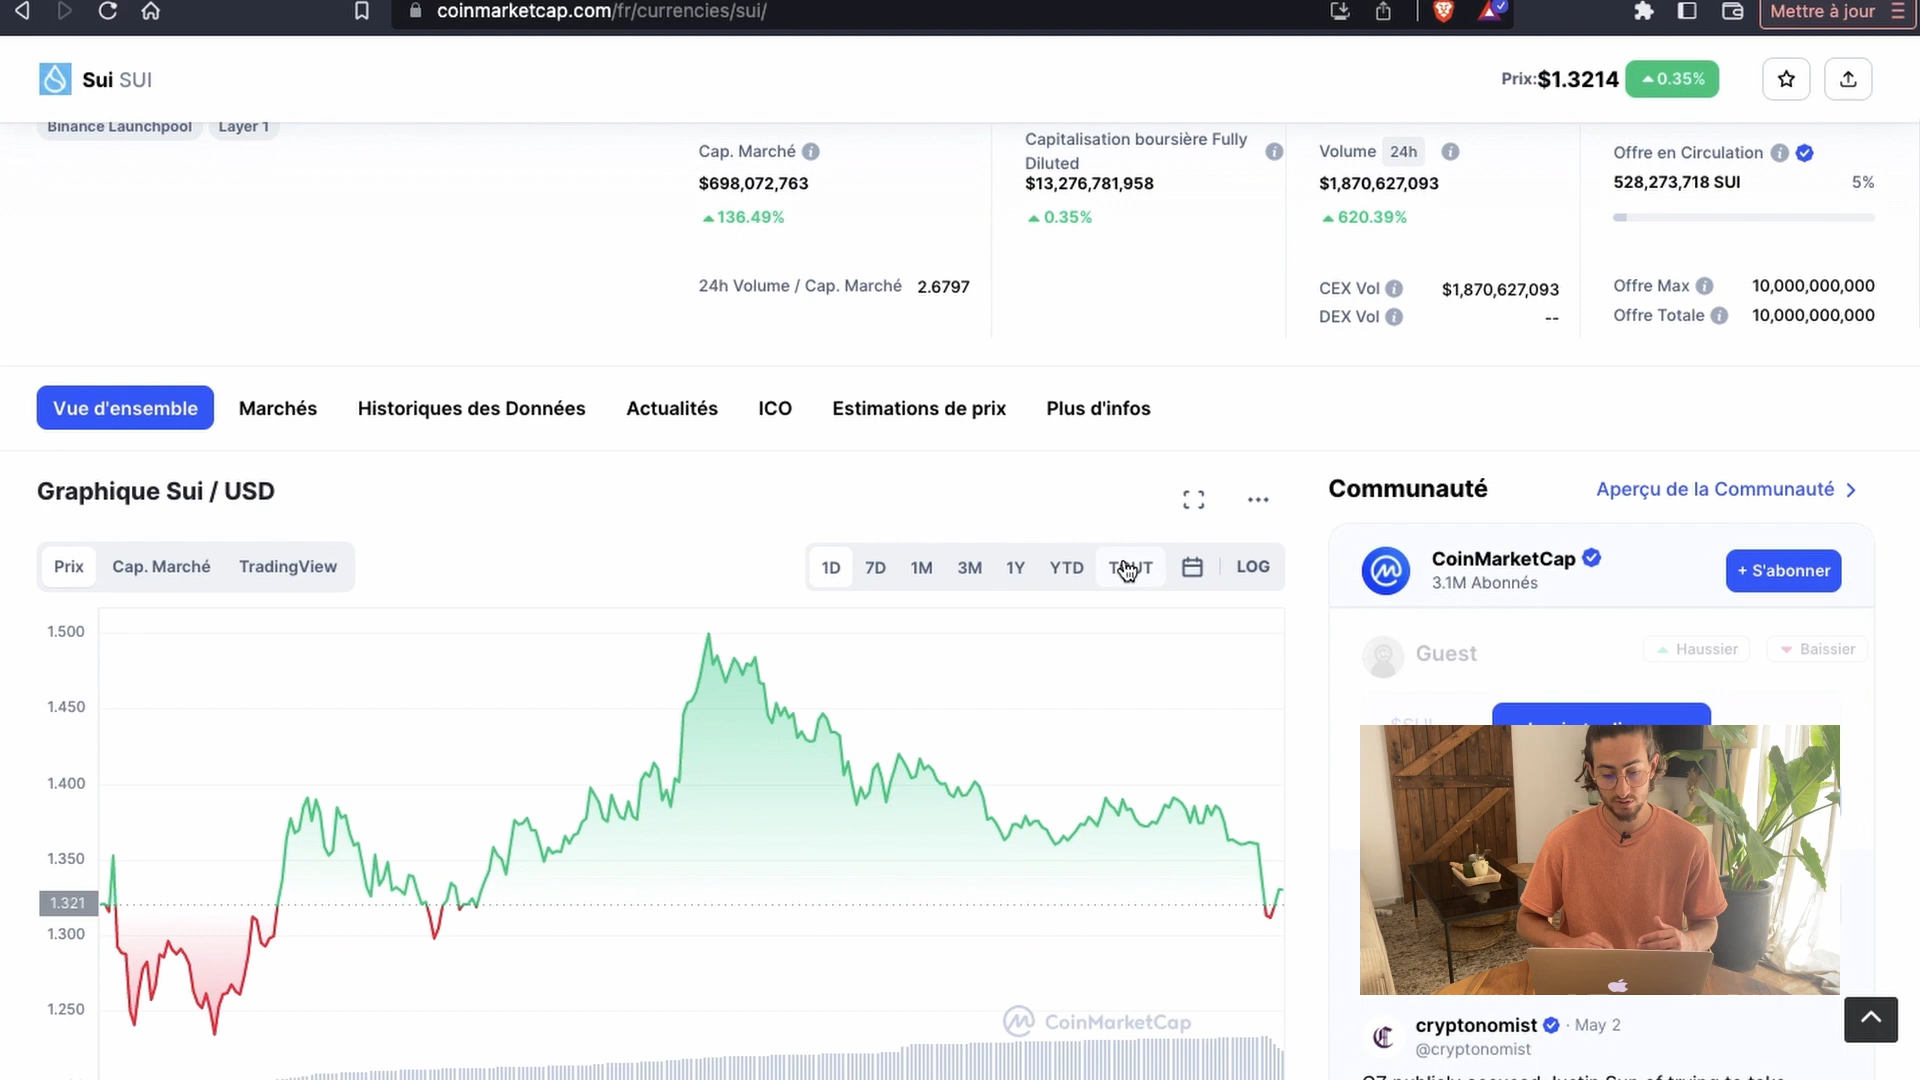 coinmarketcap.com/fr/currencies/sui/
Mettre à jour
Sui SUI
Prix:$1.3214
0.35%
Binance Launchpool
Layer 1
Cap. Marché
$698,072,763
136.49%
24h Volume / Cap. Marché 2.6797
Capitalisation boursière Fully
Diluted
$13,276,781,958
0.35%
Volume 24h
$1,870,627,093
620.39%
CEX Vol $1,870,627,093
DEX Vol --
Offre en Circulation
528,273,718 SUI 5%
Offre Max 10,000,000,000
Offre Totale 10,000,000,000
Vue d'ensemble
Marchés
Historiques des Données
Actualités
ICO
Estimations de prix
Plus d'infos
Graphique Sui / USD
Prix
Cap. Marché
TradingView
1D
7D
1M
3M
1Y
YTD
TOUT
LOG
1.500
1.450
1.400
1.350
1.321
1.300
1.250
CoinMarketCap
Communauté
Aperçu de la Communauté
CoinMarketCap
3.1M Abonnés
+ S'abonner
Guest
Haussier
Baissier
$SUI
cryptonomist · May 2
@cryptonomist